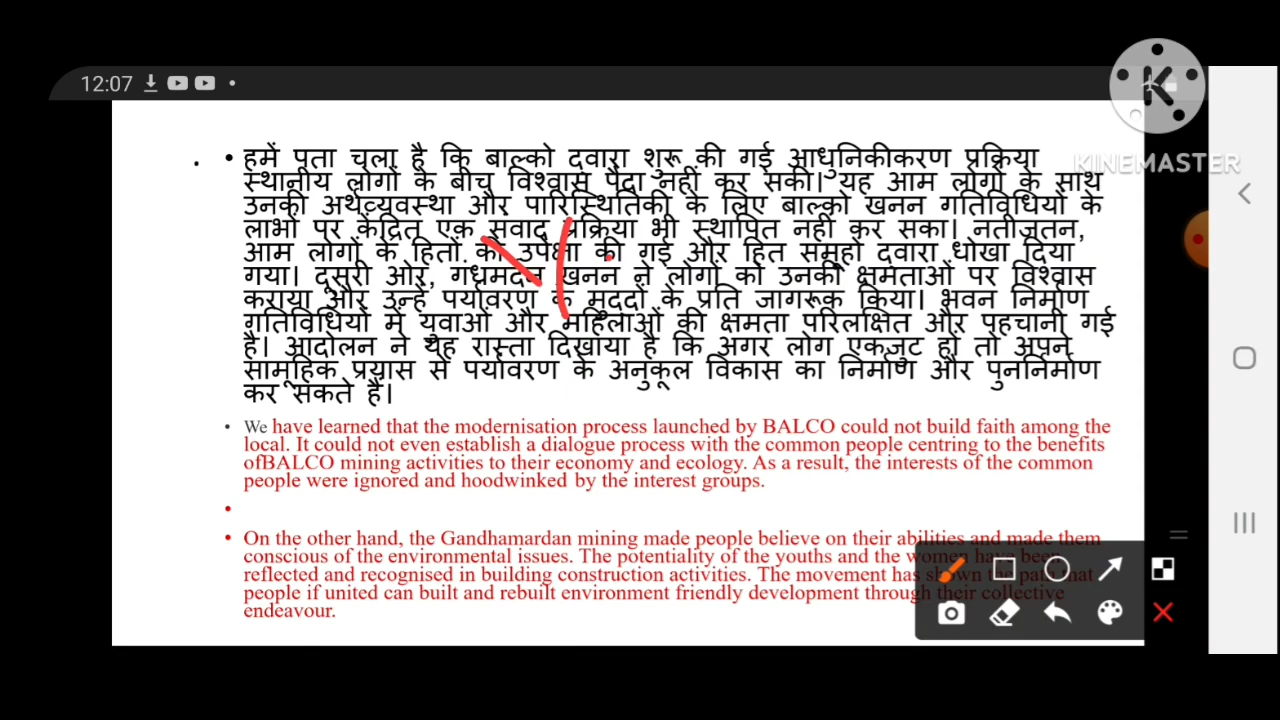 12:07
KINEMASTER
. • हमें पता चला है कि बाल्को द्वारा शुरू की गई आधुनिकीकरण प्रक्रिया
स्थानीय लोगों के बीच विश्वास पैदा नहीं कर सकी। यह आम लोगों के साथ
उनकी अर्थव्यवस्था और पारिस्थितिकी के लिए बाल्को खनन गतिविधियों के
लाभों पर केंद्रित एक संवाद प्रक्रिया भी स्थापित नहीं कर सका। नतीजतन,
आम लोगों के हितों की उपेक्षा की गई और हित समूहों द्वारा धोखा दिया
गया। दूसरी ओर, गंधमर्दन खनन ने लोगों को उनकी क्षमताओं पर विश्वास
कराया और उन्हें पर्यावरण के मुद्दों के प्रति जागरूक किया। भवन निर्माण
गतिविधियों में युवाओं और महिलाओं की क्षमता परिलक्षित और पहचानी गई
है। आंदोलन ने यह रास्ता दिखाया है कि अगर लोग एकजुट हों तो अपने
सामूहिक प्रयास से पर्यावरण के अनुकूल विकास का निर्माण और पुनर्निर्माण
कर सकते हैं।
• We have learned that the modernisation process launched by BALCO could not build faith among the
local. It could not even establish a dialogue process with the common people centring to the benefits
ofBALCO mining activities to their economy and ecology. As a result, the interests of the common
people were ignored and hoodwinked by the interest groups.
•
• On the other hand, the Gandhamardan mining made people believe on their abilities and made them
conscious of the environmental issues. The potentiality of the youths and the women have been
reflected and recognised in building construction activities. The movement has shown the path that
people if united can built and rebuilt environment friendly development through their collective
endeavour.